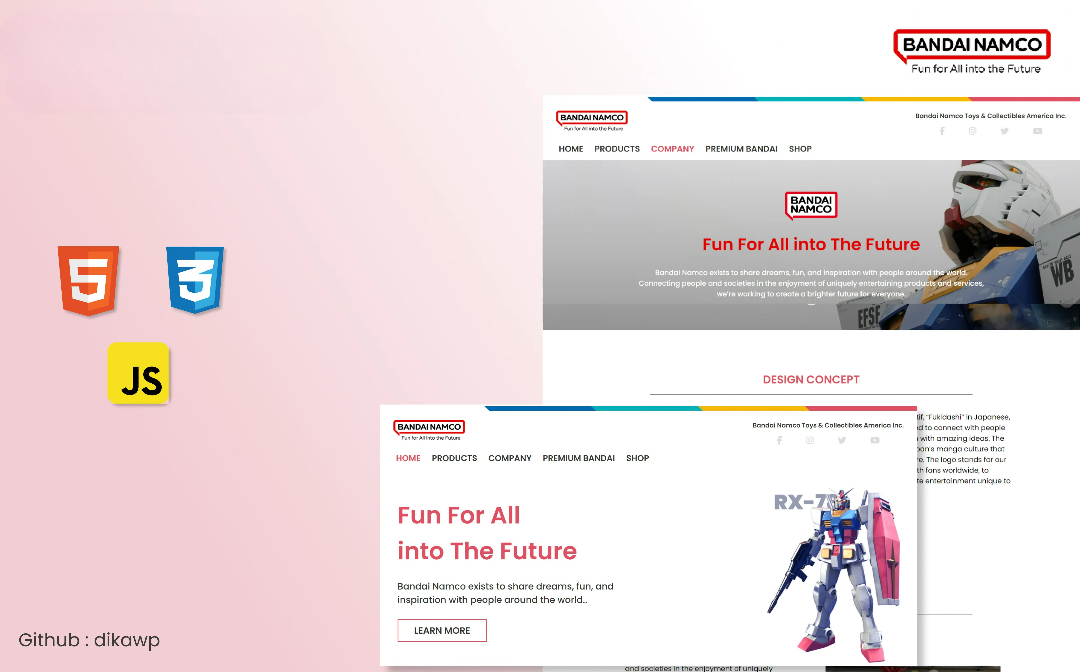 BANDAI NAMCO
Fun for All into the Future
BANDAI NAMCO
Fun for All into the Future
Bandai Namco Toys & Collectibles America Inc.
HOME PRODUCTS COMPANY PREMIUM BANDAI SHOP
BANDAI
NAMCO
Fun For All into The Future
Bandai Namco exists to share dreams, fun, and inspiration with people around the world.
Connecting people and societies in the enjoyment of uniquely entertaining products and services,
we're working to create a brighter future for everyone.
WB
EFSF
5
3
JS
DESIGN CONCEPT
"Fukidashi" in Japanese,
to connect with people
with amazing ideas. The
manga culture that
The logo stands for our
fans worldwide, to
entertainment unique to
BANDAI NAMCO
Fun for All into the Future
Bandai Namco Toys & Collectibles America Inc.
HOME PRODUCTS COMPANY PREMIUM BANDAI SHOP
RX-78
Fun For All
into The Future
Bandai Namco exists to share dreams, fun, and
inspiration with people around the world..
LEARN MORE
Github : dikawp
and societies in the enjoyment of uniquely